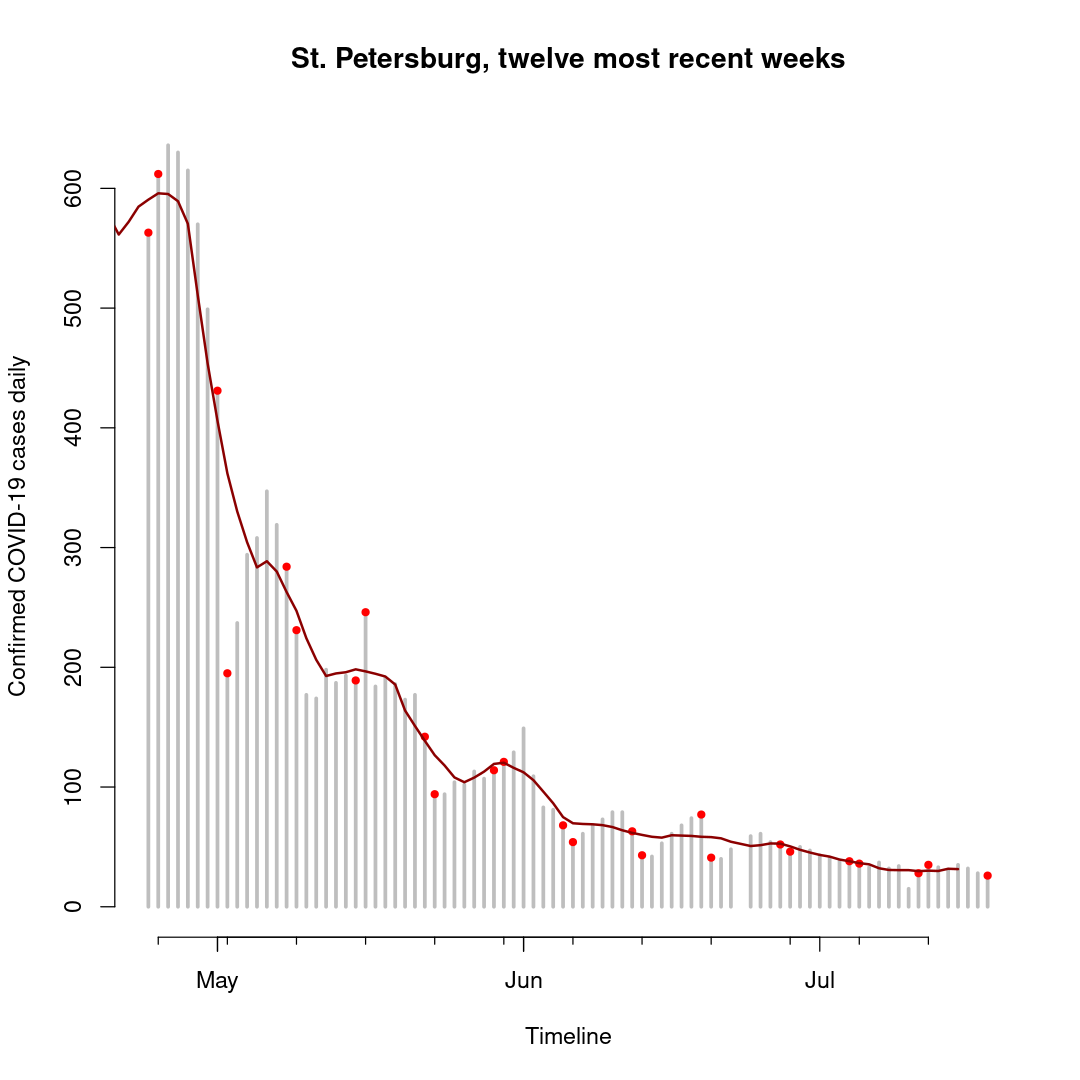 St. Petersburg, twelve most recent weeks
600
500
400
300
200
100
0
Confirmed COVID-19 cases daily
May Jun Jul
Timeline